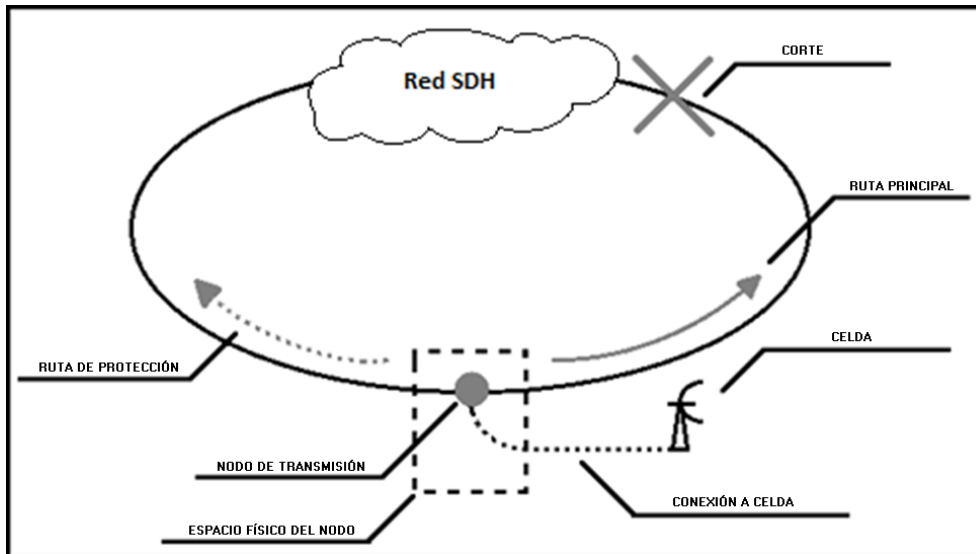 Red SDH
CORTE
RUTA PRINCIPAL
CELDA
RUTA DE PROTECCIÓN
NODO DE TRANSMISIÓN
CONEXIÓN A CELDA
ESPACIO FÍSICO DEL NODO